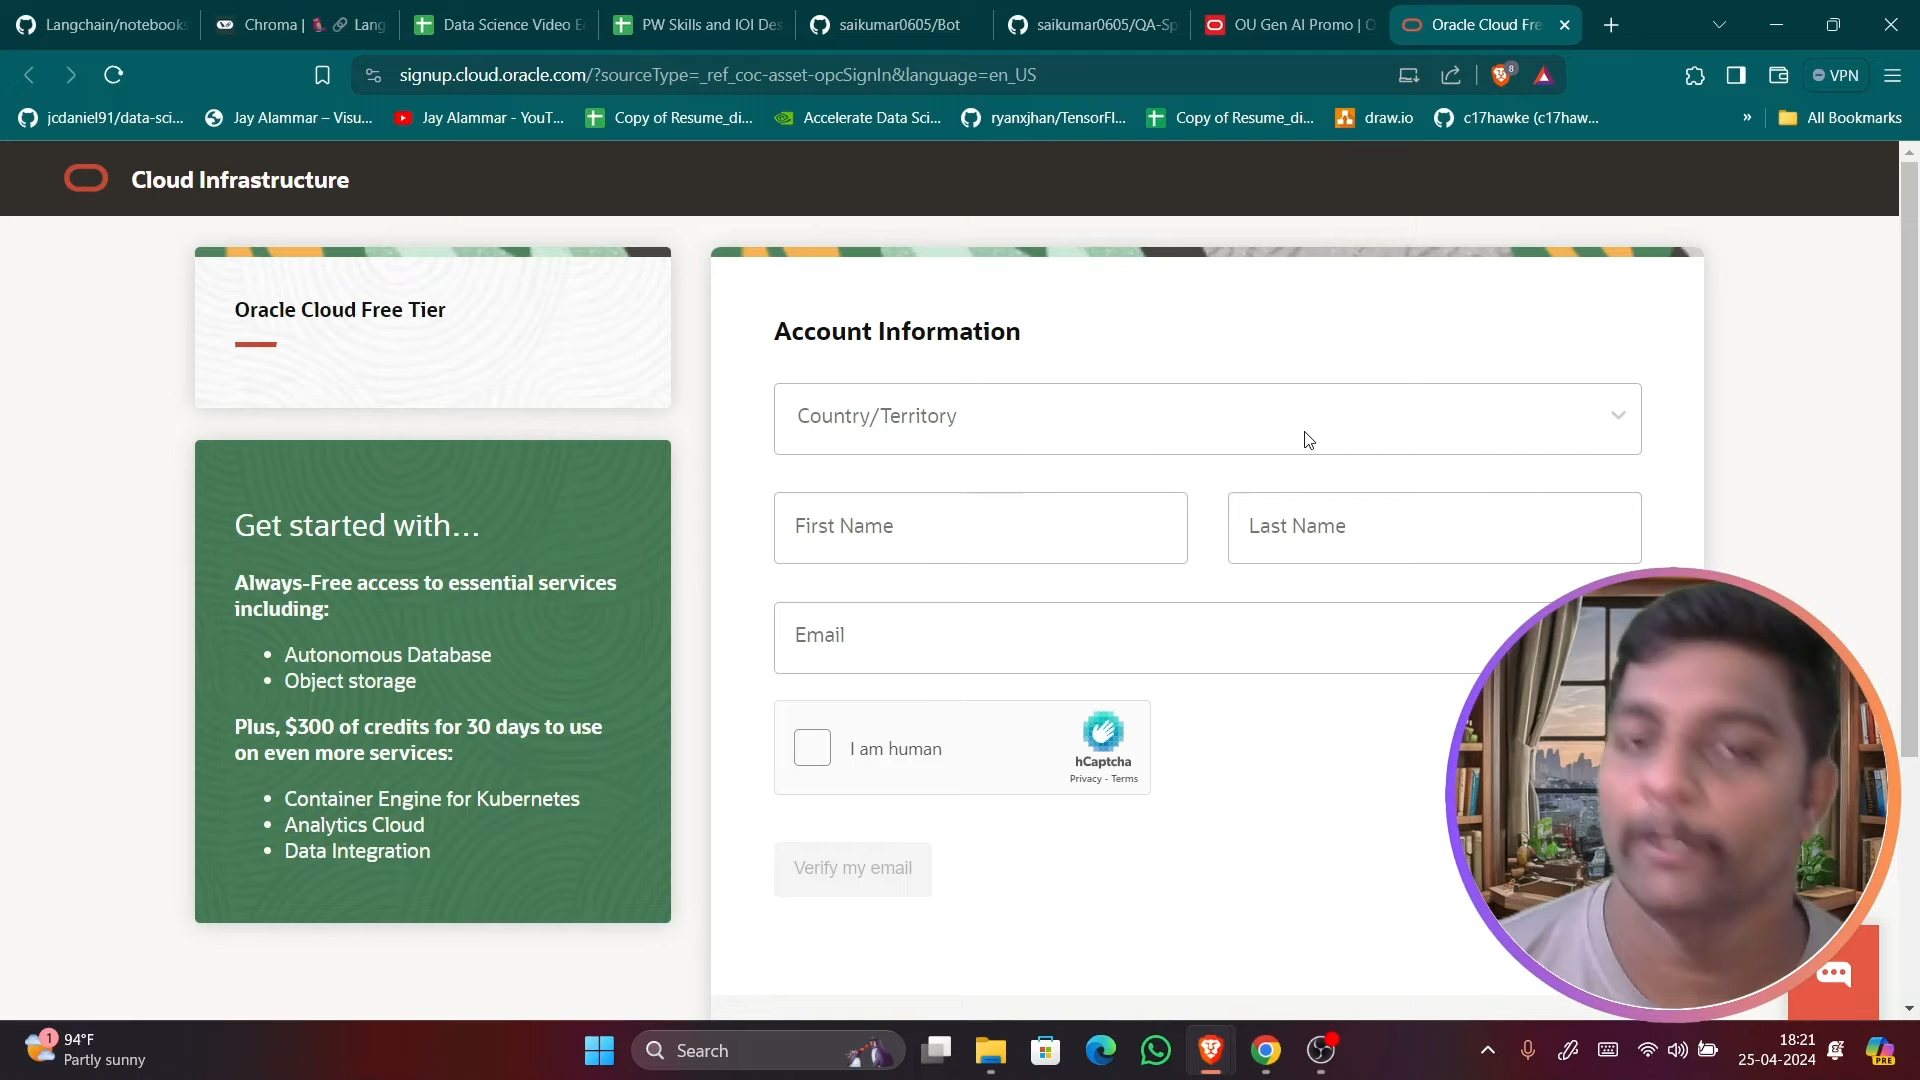 Langchain/notebooks
Chroma | 🦜️🔗 Lang
Data Science Video E
PW Skills and IOI Des
saikumar0605/Bot
saikumar0605/QA-Sp
OU Gen AI Promo | O
Oracle Cloud Fre
signup.cloud.oracle.com/?sourceType=_ref_coc-asset-opcSignIn&language=en_US
8
VPN
jcdaniel91/data-sci...
Jay Alammar – Visu...
Jay Alammar - YouT...
Copy of Resume_di...
Accelerate Data Sci...
ryanxjhan/TensorFl...
Copy of Resume_di...
draw.io
c17hawke (c17haw...
»
All Bookmarks
Cloud Infrastructure
Oracle Cloud Free Tier
Get started with...
Always-Free access to essential services
including:
• Autonomous Database
• Object storage
Plus, $300 of credits for 30 days to use
on even more services:
• Container Engine for Kubernetes
• Analytics Cloud
• Data Integration
Account Information
Country/Territory
First Name
Last Name
Email
I am human
hCaptcha
Privacy - Terms
Verify my email
1
94°F
Partly sunny
Search
18:21
25-04-2024
PRE